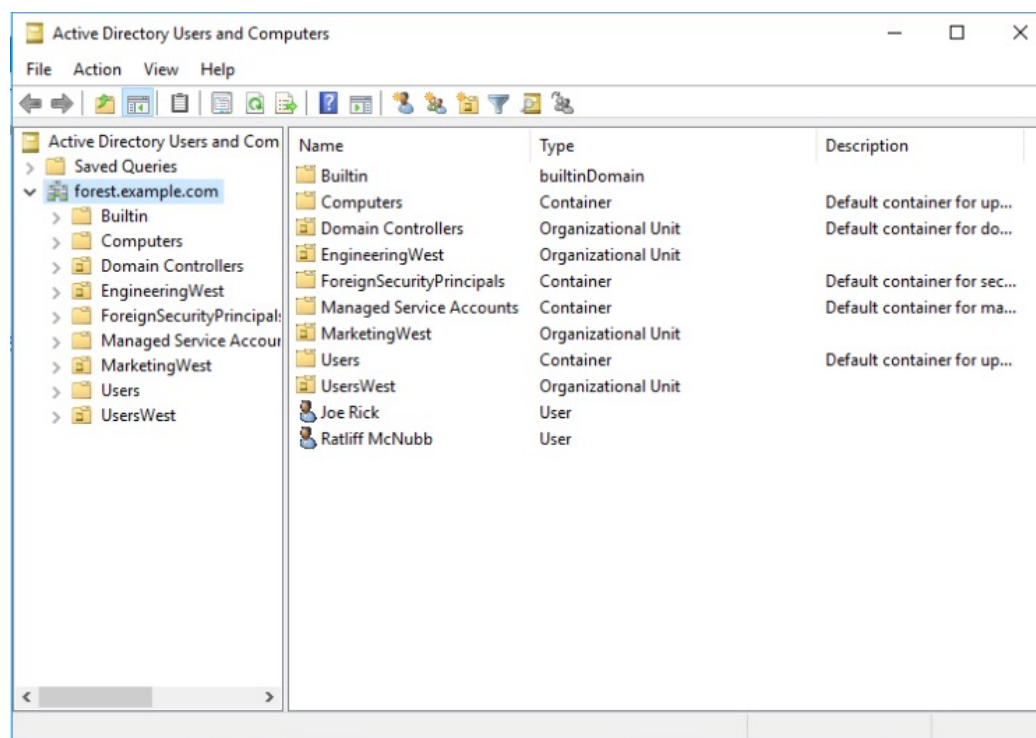 Active Directory Users and Computers
File Action View Help
Active Directory Users and Com
Saved Queries
forest.example.com
Builtin
Computers
Domain Controllers
EngineeringWest
ForeignSecurityPrincipals
Managed Service Accour
MarketingWest
Users
UsersWest
Name Type Description
Builtin builtinDomain
Computers Container Default container for up...
Domain Controllers Organizational Unit Default container for do...
EngineeringWest Organizational Unit
ForeignSecurityPrincipals Container Default container for sec...
Managed Service Accounts Container Default container for ma...
MarketingWest Organizational Unit
Users Container Default container for up...
UsersWest Organizational Unit
Joe Rick User
Ratliff McNubb User